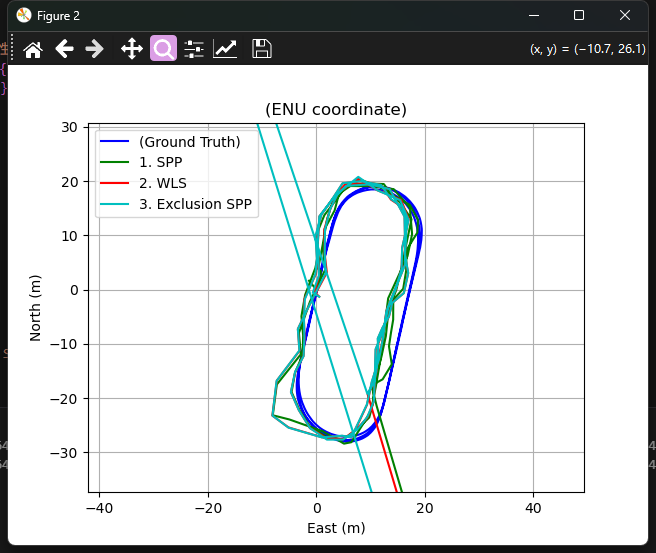 Figure 2
(x, y) = (−10.7, 26.1)
(ENU coordinate)
(Ground Truth)
1. SPP
2. WLS
3. Exclusion SPP
North (m)
30
20
10
0
−10
−20
−30
−40
−20
0
20
40
East (m)